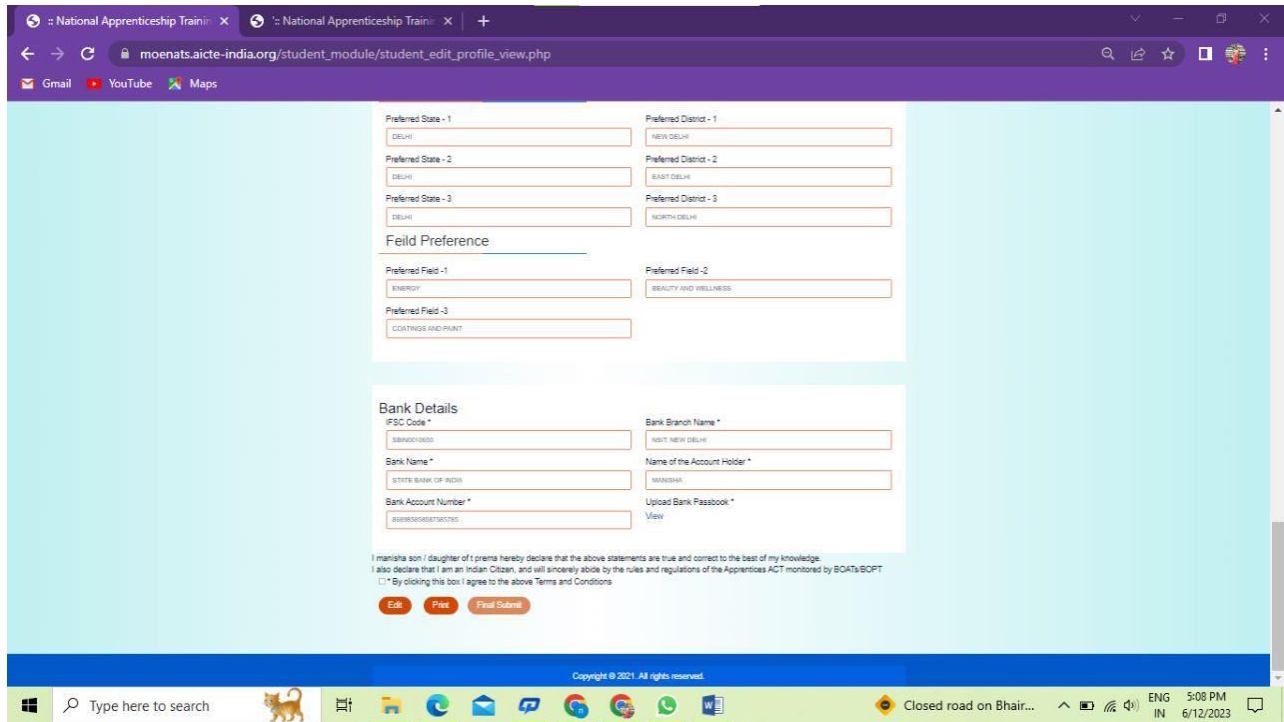 :: National Apprenticeship Trainin
':: National Apprenticeship Trainin
moenats.aicte-india.org/student_module/student_edit_profile_view.php
Gmail YouTube Maps
Preferred State - 1 Preferred District - 1
DELHI NEW DELHI
Preferred State - 2 Preferred District - 2
DELHI EAST DELHI
Preferred State - 3 Preferred District - 3
DELHI NORTH DELHI
Feild Preference
Preferred Field -1 Preferred Field -2
ENERGY BEAUTY AND WELLNESS
Preferred Field -3
COATINGS AND PAINT
Bank Details
IFSC Code * Bank Branch Name *
NSIT, NEW DELHI
Bank Name * Name of the Account Holder *
STATE BANK OF INDIA MANISHA
Bank Account Number * Upload Bank Passbook *
View
I manisha son / daughter of t prema hereby declare that the above statements are true and correct to the best of my knowledge.
I also declare that I am an Indian Citizen, and will sincerely abide by the rules and regulations of the Apprentices ACT monitored by BOATs/BOPT
* By clicking this box I agree to the above Terms and Conditions
Edit Print Final Submit
Copyright @ 2021. All rights reserved.
Type here to search
Closed road on Bhair...
ENG 5:08 PM
IN 6/12/2023